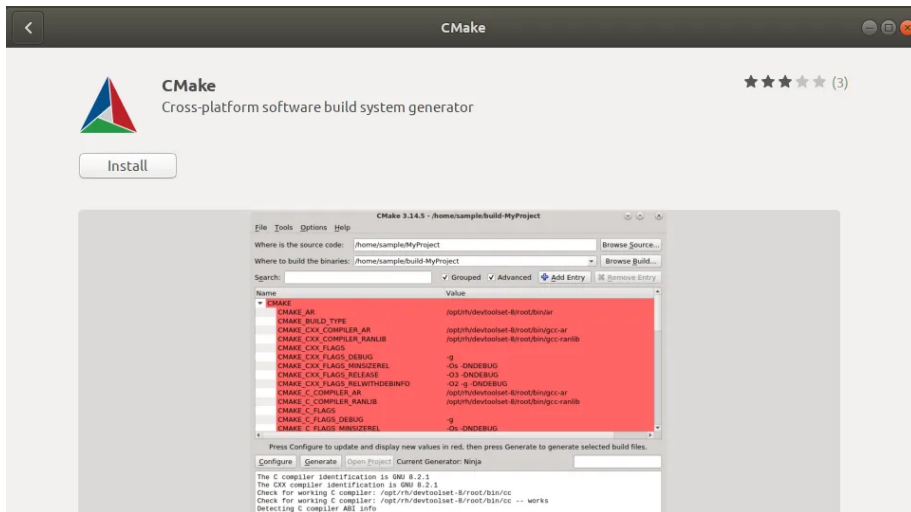 CMake
CMake
(3)
Cross-platform software build system generator
Install
CMake 3.14.5 - /home/sample/build-MyProject
File Tools Options Help
Where is the source code: /home/sample/MyProject Browse Source...
Where to build the binaries: /home/sample/build-MyProject Browse Build...
Search: Grouped Advanced Add Entry Remove Entry
Name Value
CMAKE
CMAKE_AR /opt/rh/devtoolset-8/root/bin/ar
CMAKE_BUILD_TYPE
CMAKE_CXX_COMPILER_AR /opt/rh/devtoolset-8/root/bin/gcc-ar
CMAKE_CXX_COMPILER_RANLIB /opt/rh/devtoolset-8/root/bin/gcc-ranlib
CMAKE_CXX_FLAGS
CMAKE_CXX_FLAGS_DEBUG -g
CMAKE_CXX_FLAGS_MINSIZEREL -Os -DNDEBUG
CMAKE_CXX_FLAGS_RELEASE -O3 -DNDEBUG
CMAKE_CXX_FLAGS_RELWITHDEBINFO -O2 -g -DNDEBUG
CMAKE_C_COMPILER_AR /opt/rh/devtoolset-8/root/bin/gcc-ar
CMAKE_C_COMPILER_RANLIB /opt/rh/devtoolset-8/root/bin/gcc-ranlib
CMAKE_C_FLAGS
CMAKE_C_FLAGS_DEBUG -g
CMAKE_C_FLAGS_MINSIZEREL -Os -DNDEBUG
Press Configure to update and display new values in red, then press Generate to generate selected build files.
Configure Generate Open Project Current Generator: Ninja
The C compiler identification is GNU 8.2.1
The CXX compiler identification is GNU 8.2.1
Check for working C compiler: /opt/rh/devtoolset-8/root/bin/cc
Check for working C compiler: /opt/rh/devtoolset-8/root/bin/cc -- works
Detecting C compiler ABI info